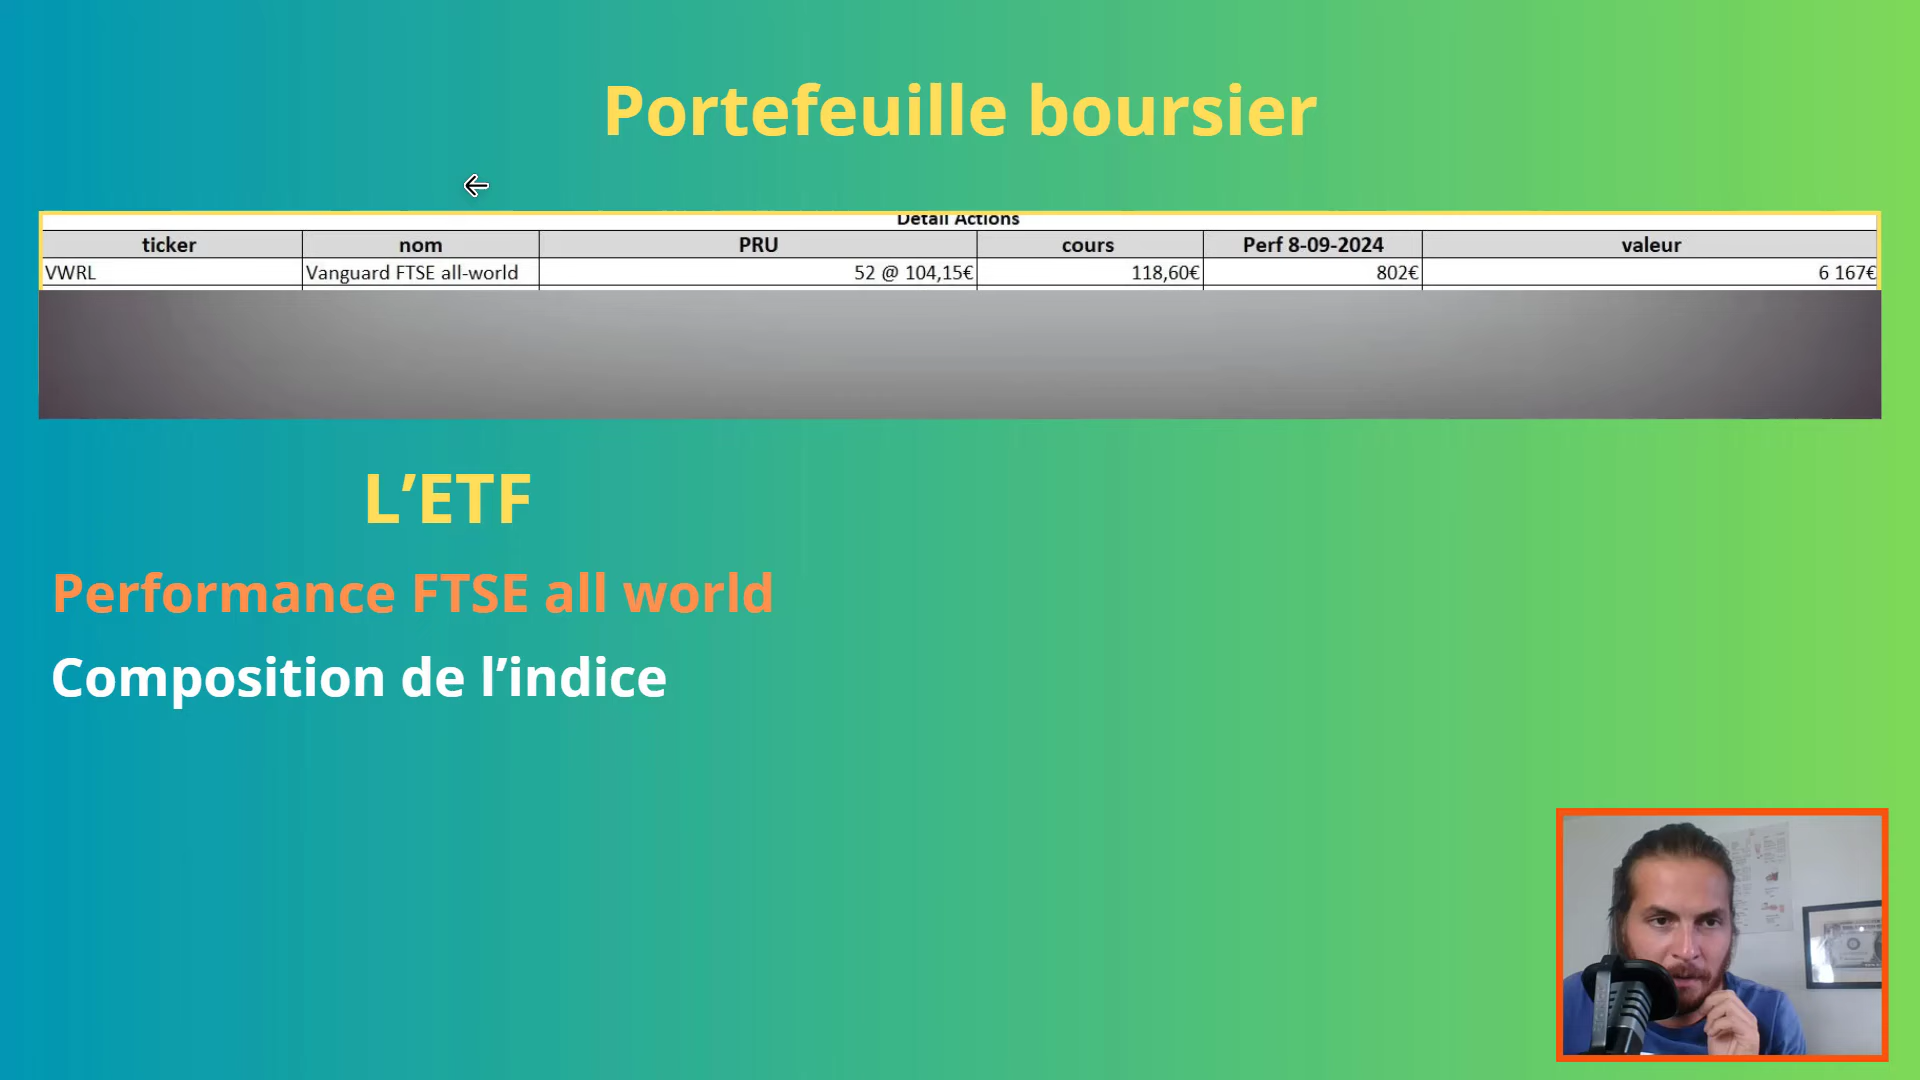 Portefeuille boursier
Detail Actions
ticker nom PRU cours Perf 8-09-2024 valeur
VWRL Vanguard FTSE all-world 52 @ 104,15€ 118,60€ 802€ 6 167€
L’ETF
Performance FTSE all world
Composition de l’indice